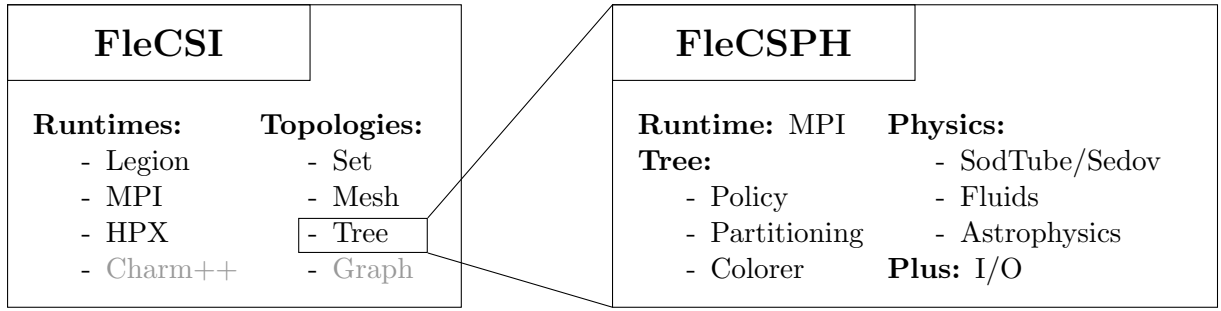 FleCSI
Runtimes:
- Legion
- MPI
- HPX
- Charm++
Topologies:
- Set
- Mesh
- Tree
- Graph
FleCSPH
Runtime: MPI
Tree:
- Policy
- Partitioning
- Colorer
Physics:
- SodTube/Sedov
- Fluids
- Astrophysics
Plus: I/O